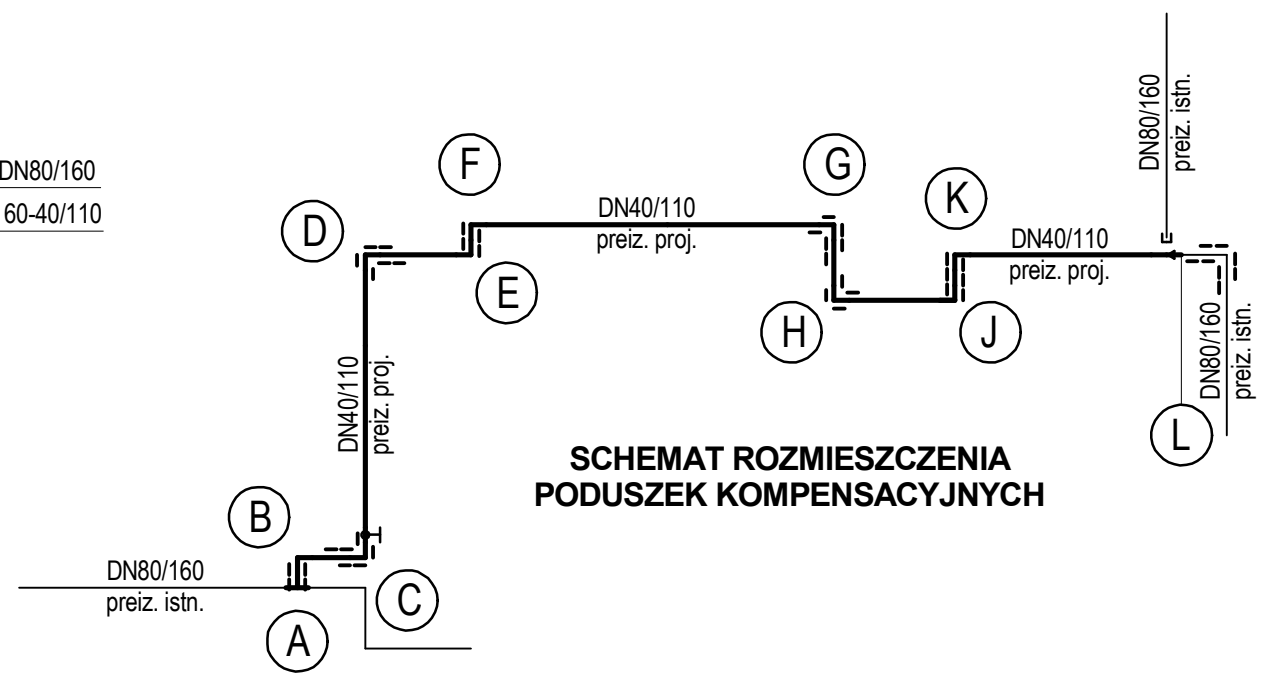 DN80/160
60-40/110
F
G
K
D
DN40/110
preiz. proj.
DN40/110
preiz. proj.
DN80/160
preiz. istn.
E
H
J
DN40/110
preiz. proj.
DN80/160
preiz. istn.
L
SCHEMAT ROZMIESZCZENIA
PODUSZEK KOMPENSACYJNYCH
B
DN80/160
preiz. istn.
C
A